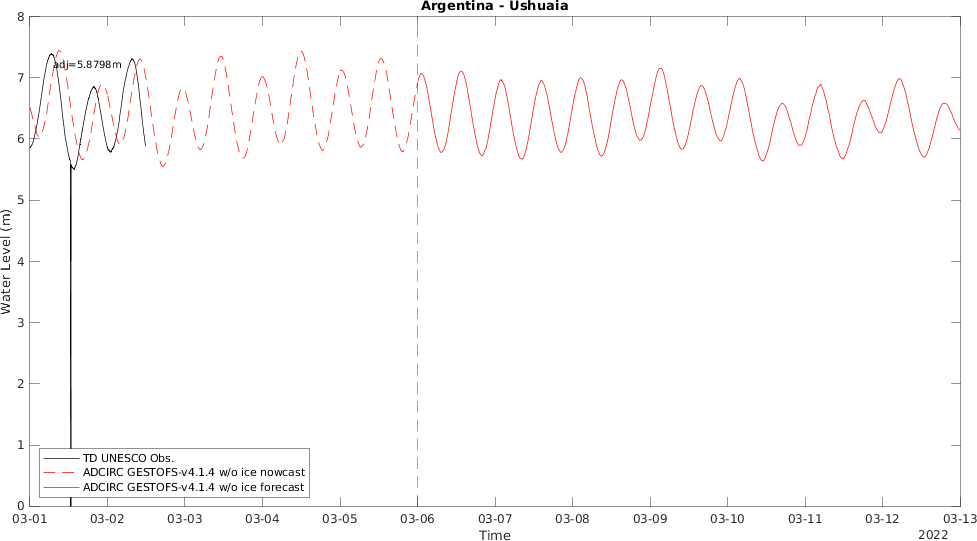 Argentina - Ushuaia
8
adj=5.8798m
7
6
5
4
3
2
1
0
Water Level (m)
TD UNESCO Obs.
ADCIRC GESTOFS-v4.1.4 w/o ice nowcast
ADCIRC GESTOFS-v4.1.4 w/o ice forecast
03-01 03-02 03-03 03-04 03-05 03-06 03-07 03-08 03-09 03-10 03-11 03-12 03-13
Time
2022